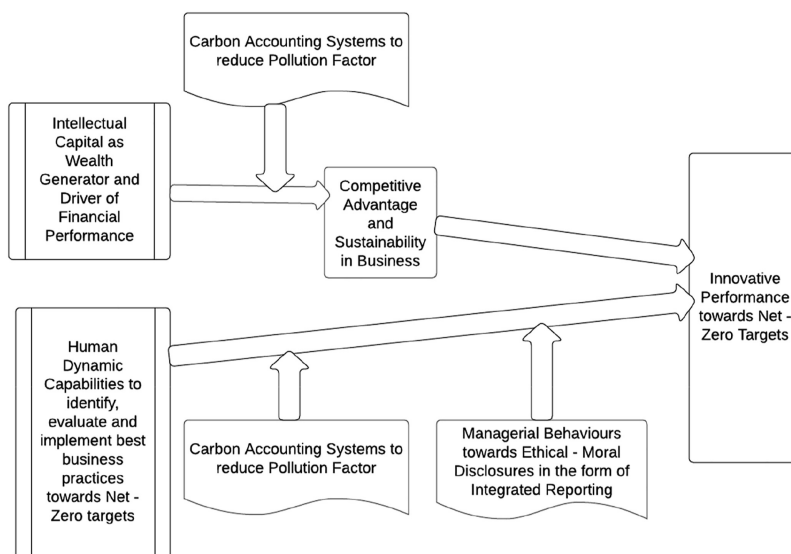 Carbon Accounting Systems to
reduce Pollution Factor
Intellectual
Capital as
Wealth
Generator and
Driver of
Financial
Performance
Competitive
Advantage
and
Sustainability
in Business
Innovative
Performance
towards Net -
Zero Targets
Human
Dynamic
Capabilities to
identify,
evaluate and
implement best
business
practices
towards Net -
Zero targets
Carbon Accounting Systems to
reduce Pollution Factor
Managerial Behaviours
towards Ethical - Moral
Disclosures in the form of
Integrated Reporting